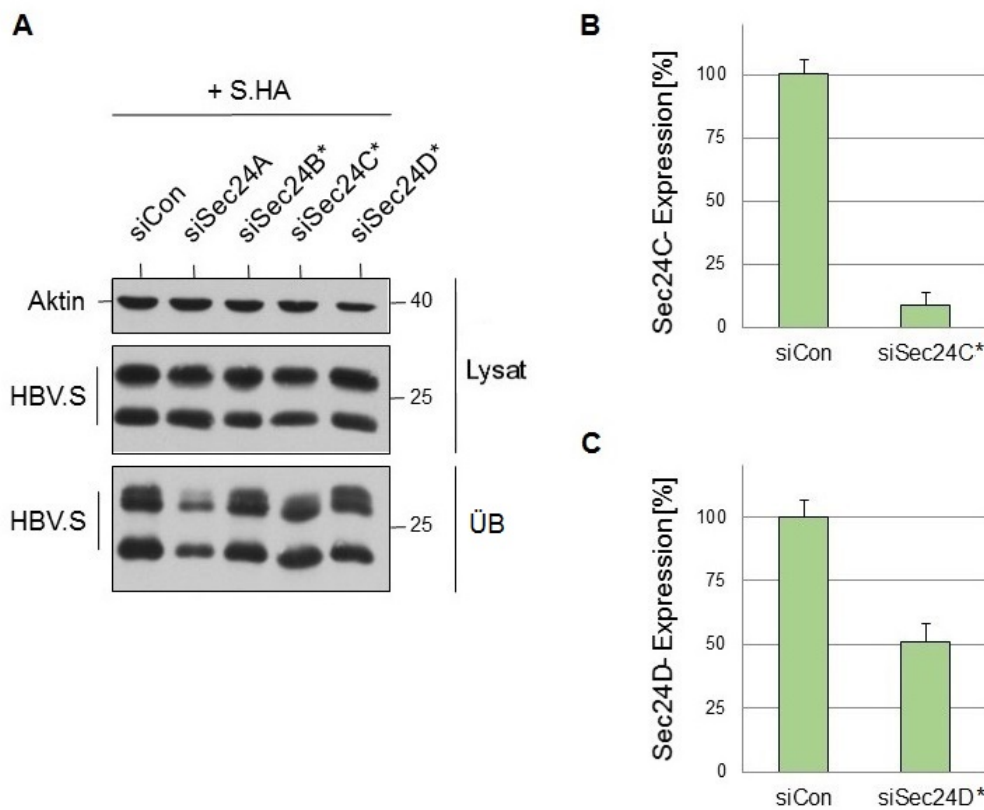 A
+ S.HA
siCon
siSec24A
siSec24B*
siSec24C*
siSec24D*
Aktin
40
HBV.S
25
Lysat
HBV.S
25
ÜB
B
Sec24C- Expression[%]
100
75
50
25
0
siCon siSec24C*
C
Sec24D- Expression[%]
100
75
50
25
0
siCon siSec24D*